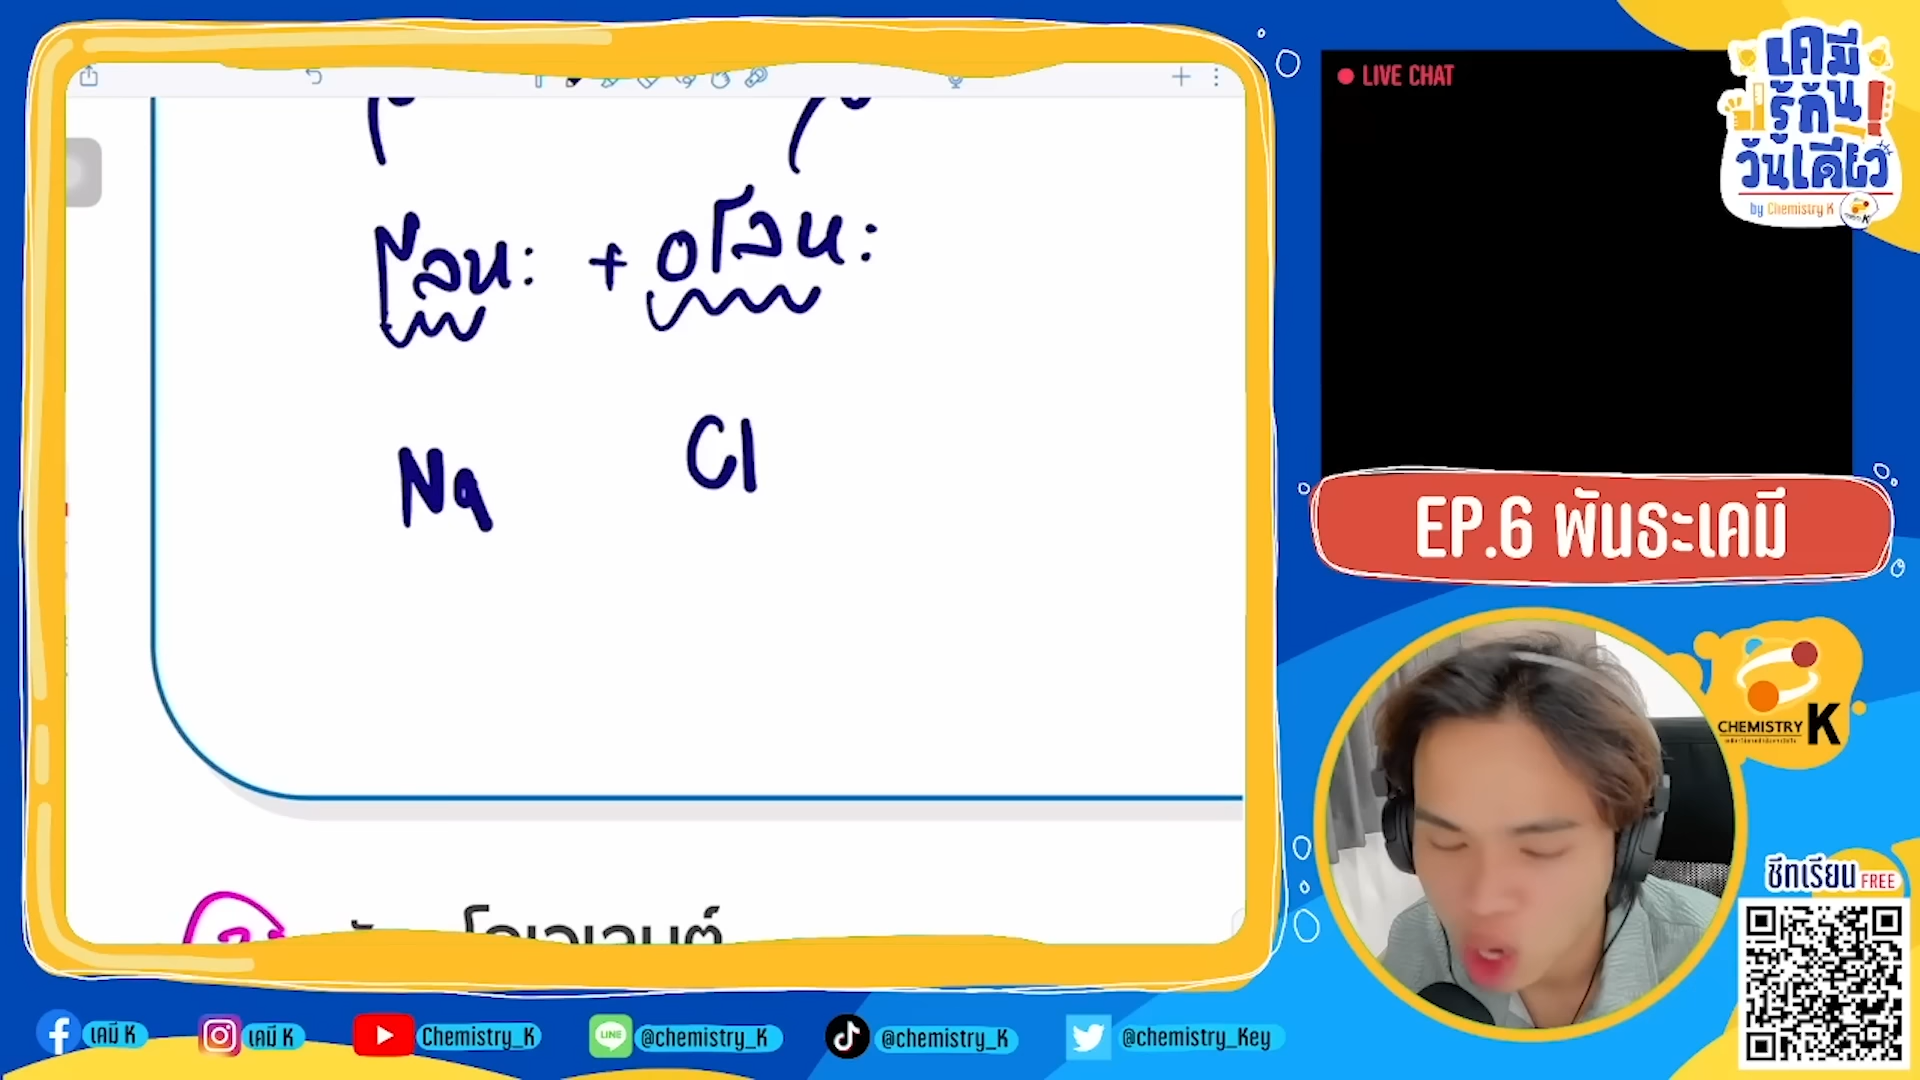 โลหะ + อโลหะ
Na Cl
LIVE CHAT
เคมี
รู้กัน!
วันเดียว
by Chemistry K
EP.6 พันธะเคมี
CHEMISTRY K
ชีทเรียน FREE
เคมี K
เคมี K
Chemistry_K
LINE
@chemistry_K
@chemistry_K
@chemistry_Key